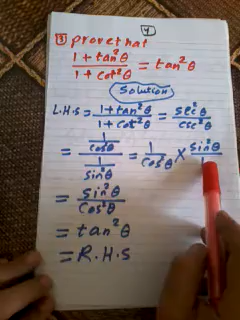 4
[3] prove that
1 + tan²θ / 1 + cot²θ = tan²θ
Solution
L.H.S = 1 + tan²θ / 1 + cot²θ = sec²θ / csc²θ
= 1/cos²θ / 1/sin²θ = 1/cos²θ × sin²θ/1
= sin²θ / cos²θ
= tan²θ
= R.H.S